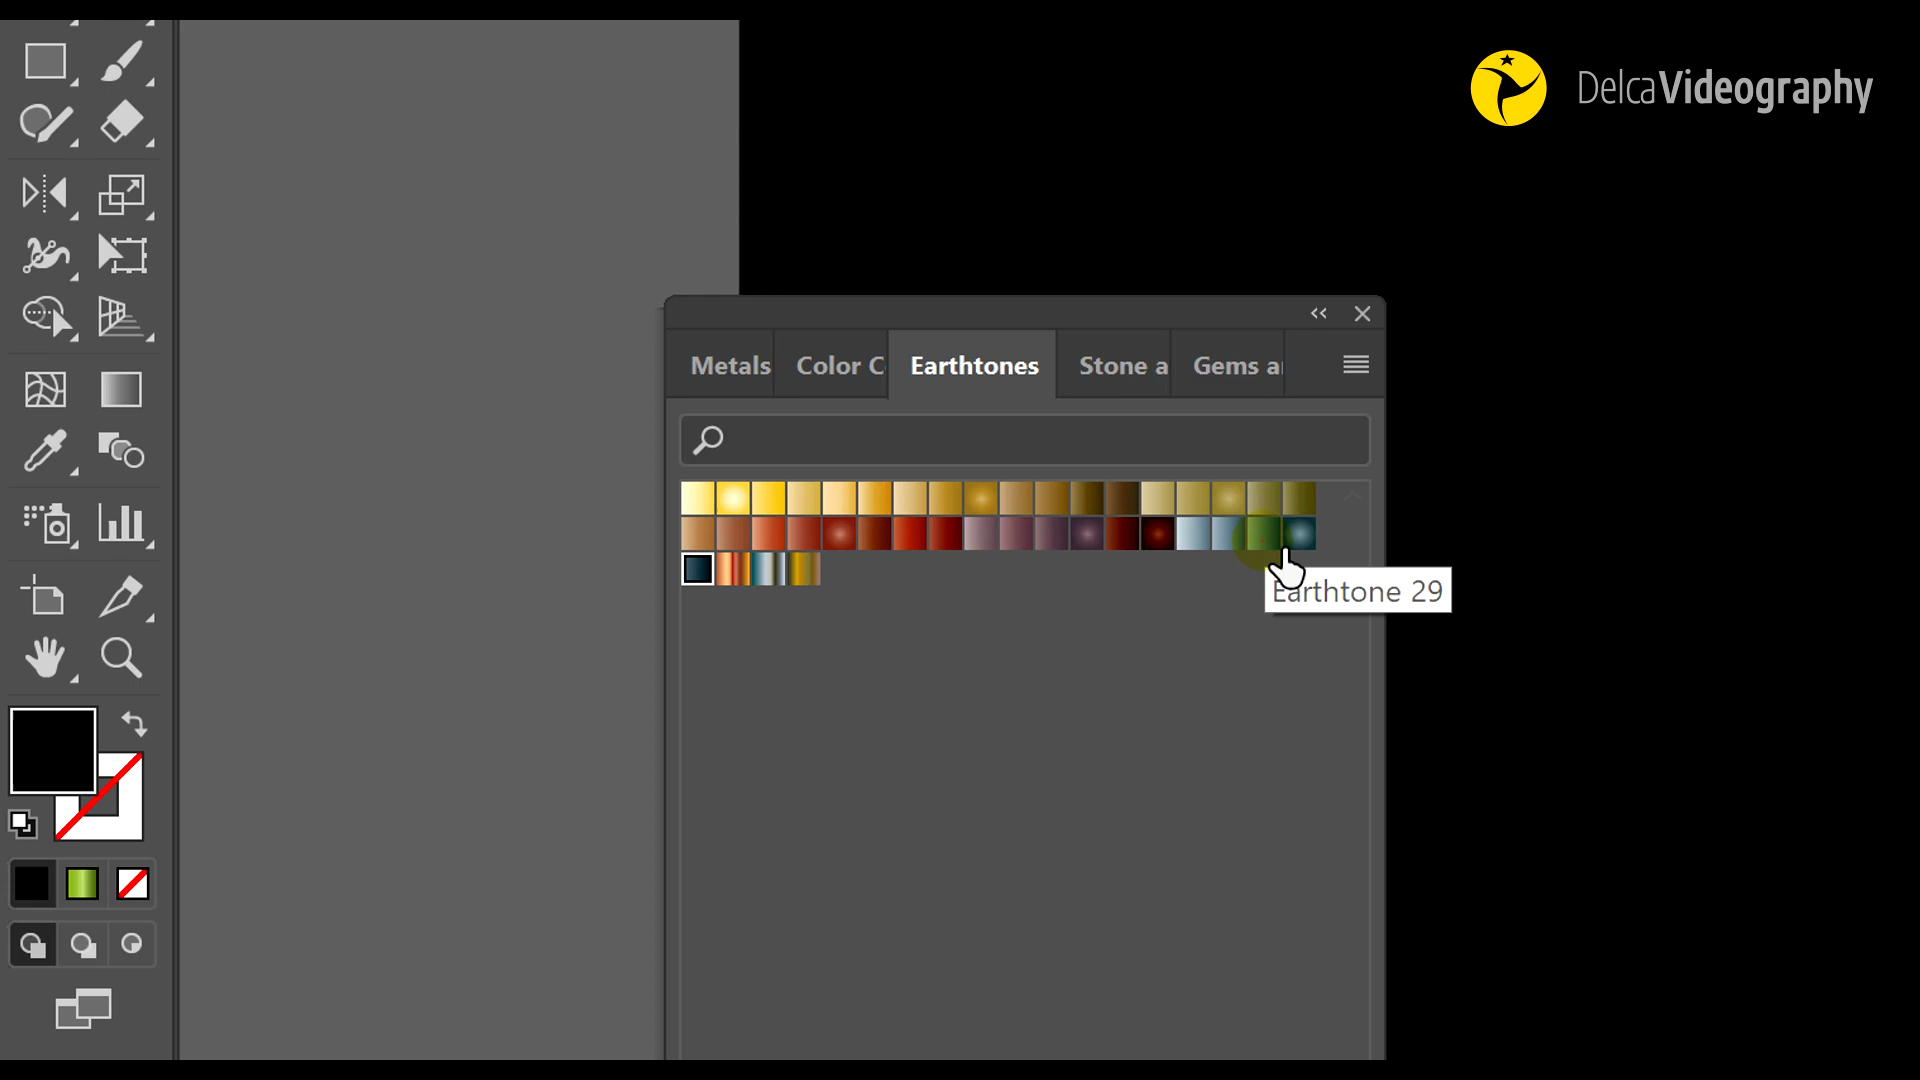 DelcaVideography
Metals
Color C
Earthtones
Stone a
Gems a
Earthtone 29